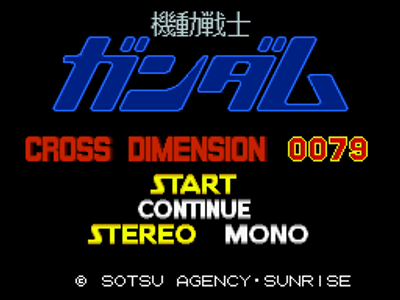 機動戦士
ガンダム
CROSS DIMENSION 0079
START
CONTINUE
STEREO MONO
© SOTSU AGENCY・SUNRISE